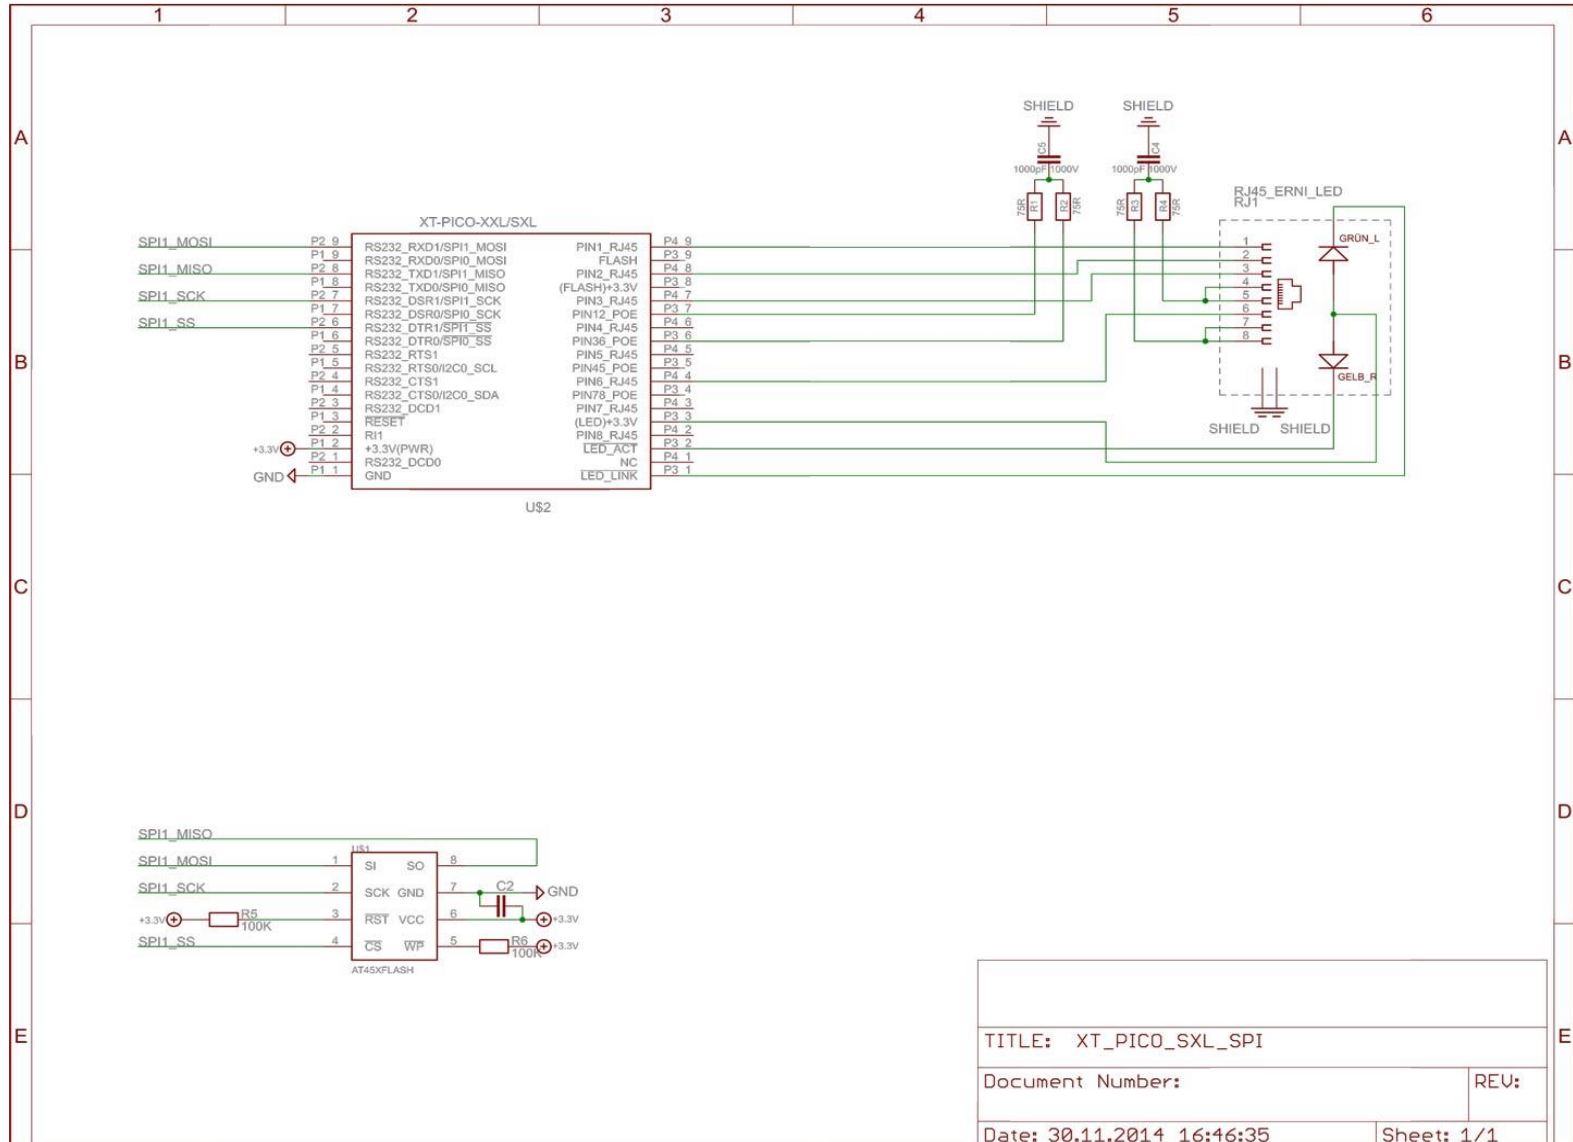 1 2 3 4 5 6
A A
B B
C C
D D
E E
SHIELD SHIELD
C5 C4
1000pF 1000V 1000pF 1000V
75R R1 R2 75R 75R R3 R4 75R
RJ45_ERNI_LED
RJ1
XT-PICO-XXL/SXL
SPI1_MOSI P2 9 RS232_RXD1/SPI1_MOSI PIN1_RJ45 P4 9 1 GRÜN_L
P1 9 RS232_RXD0/SPI0_MOSI FLASH P3 9 2
SPI1_MISO P2 8 RS232_TXD1/SPI1_MISO PIN2_RJ45 P4 8 3
P1 8 RS232_TXD0/SPI0_MISO (FLASH)+3.3V P3 8 4
SPI1_SCK P2 7 RS232_DSR1/SPI1_SCK PIN3_RJ45 P4 7 5
P1 7 RS232_DSR0/SPI0_SCK PIN12_POE P3 7 6
SPI1_SS P2 6 RS232_DTR1/SPI1_SS PIN4_RJ45 P4 6 7
P1 6 RS232_DTR0/SPI0_SS PIN36_POE P3 6 8
P2 5 RS232_RTS1 PIN5_RJ45 P4 5
P1 5 RS232_RTS0/I2C0_SCL PIN45_POE P3 5
P2 4 RS232_CTS1 PIN6_RJ45 P4 4 GELB_R
P1 4 RS232_CTS0/I2C0_SDA PIN78_POE P3 4
P2 3 RS232_DCD1 PIN7_RJ45 P4 3
P1 3 RESET (LED)+3.3V P3 3
SHIELD SHIELD
P2 2 RI1 PIN8_RJ45 P4 2
+3.3V P1 2 +3.3V(PWR) LED_ACT P3 2
P2 1 RS232_DCD0 NC P4 1
GND P1 1 GND LED_LINK P3 1
U$2
SPI1_MISO
U$1
SPI1_MOSI 1 SI SO 8
SPI1_SCK 2 SCK GND 7 C2 GND
+3.3V R5 100K 3 RST VCC 6 +3.3V
SPI1_SS 4 CS WP 5 R6 100K +3.3V
AT45XFLASH
TITLE: XT_PICO_SXL_SPI
Document Number: REV:
Date: 30.11.2014 16:46:35 Sheet: 1/1